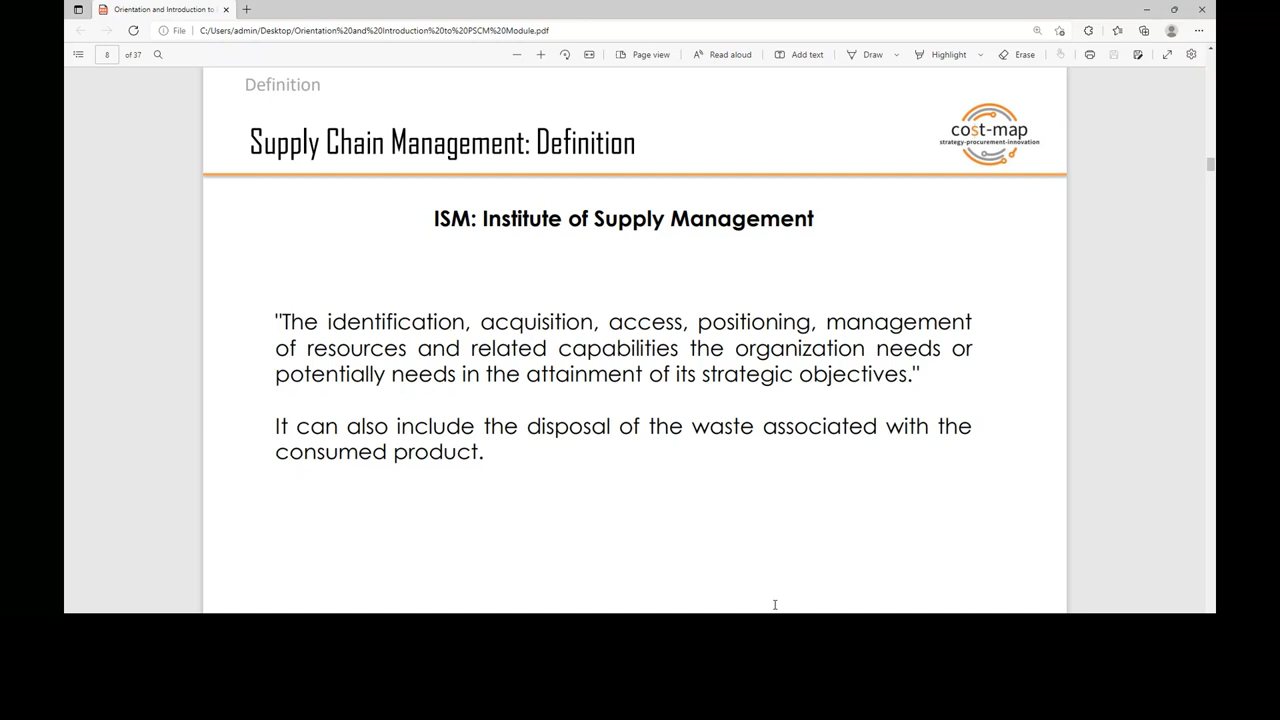 Orientation and Introduction to
File C:/Users/admin/Desktop/Orientation%20and%20Introduction%20to%20PSCM%20Module.pdf
8 of 37 Page view Read aloud Add text Draw Highlight Erase
Definition
Supply Chain Management: Definition
cost-map
strategy-procurement-innovation
ISM: Institute of Supply Management
"The identification, acquisition, access, positioning, management
of resources and related capabilities the organization needs or
potentially needs in the attainment of its strategic objectives."
It can also include the disposal of the waste associated with the
consumed product.